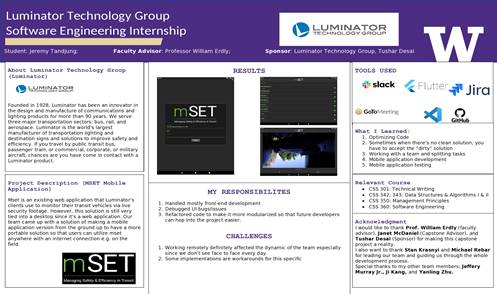 Luminator Technology Group
Software Engineering Internship
Student: Jeremy Tandjung;
Faculty Advisor: Professor William Erdly;
Sponsor: Luminator Technology Group, Tushar Desai
LUMINATOR
TECHNOLOGY GROUP
W
About Luminator Technology Group
(Luminator)
LUMINATOR
TECHNOLOGY GROUP
Founded in 1928, Luminator has been an innovator in
the design and manufacture of communications and
lighting products for more than 90 years. We serve
three major transportation sectors: bus, rail, and
aerospace. Luminator is the world's largest
manufacturer of transportation lighting and
destination signs and solutions to improve safety and
efficiency. If you travel by public transit bus,
passenger train, or commercial, corporate, or military
aircraft, chances are you have come in contact with a
Luminator product.
Project Description (MSET Mobile
Application)
Mset is an existing web application that Luminator's
clients use to monitor their transit vehicles via live
security footage. However, this solution is still very
tied into a desktop since it's a web application. Our
team came up with a solution of making a mobile
application version from the ground up to have a more
portable solution so that users can utilize mset
anywhere with an internet connection e.g. on the
field.
mSET
Managing Safety & Efficiency in Transit
RESULTS
mSET
Managing Safety & Efficiency in Transit
MY RESPONSIBILITES
1. Handled mostly front-end development
2. Debugged UI bugs/issues
3. Refactored code to make it more modularized so that future developers
can hop into the project easier.
CHALLENGES
1. Working remotely definitely affected the dynamic of the team especially
since we don't see face to face every day.
2. Some implementations are workarounds for this specific
TOOLS USED
slack
Flutter
Jira
GoToMeeting
GitHub
What I Learned:
1. Optimizing Code
2. Sometimes when there's no clean solution, you
have to accept the "dirty" solution
3. Working with a team and splitting tasks
4. Mobile application development
5. Mobile application testing
Relevant Course
CSS 301: Technical Writing
CSS 342, 343: Data Structures & Algorithms I & II
CSS 350: Management Principles
CSS 360: Software Engineering
Acknowledgment
I would like to thank Prof. William Erdly (faculty
advisor), Janet McDaniel (Capstone Advisor), and
Tushar Desai (Sponsor) for making this capstone
project a reality.
I also want to thank Stan Krasnyi and Michael Rebar
for leading our team and guiding us through the whole
development process.
Special thanks to my other team members; Jeffery
Murray Jr., Ji Kang, and Yanling Zhu.